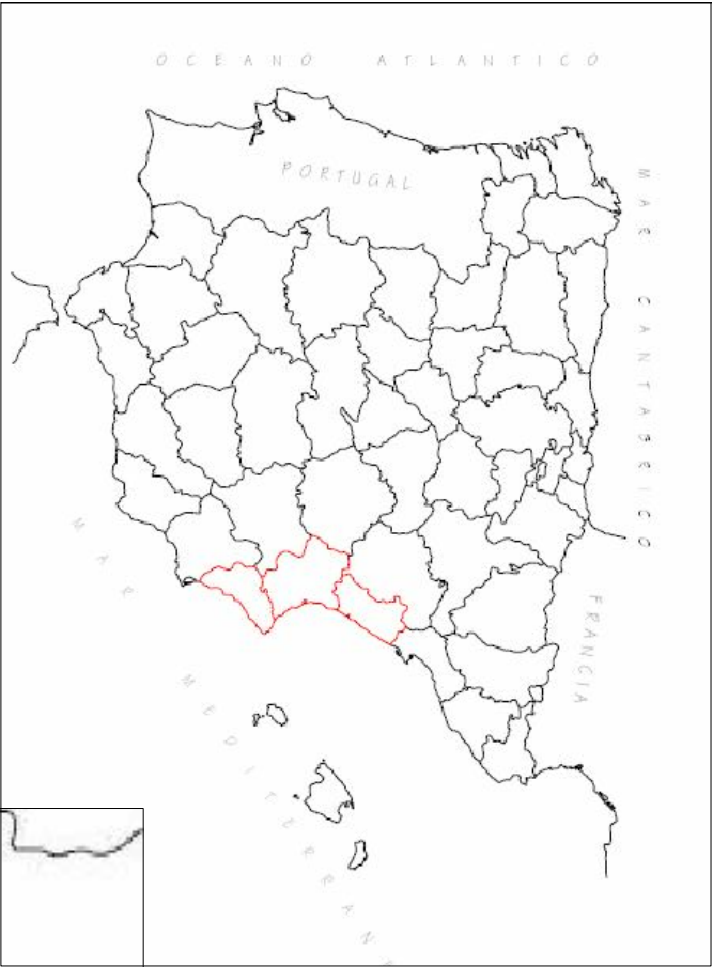 OCEANO ATLANTICO
PORTUGAL
MAR CANTABRICO
FRANCIA
MAR MEDITERRAN